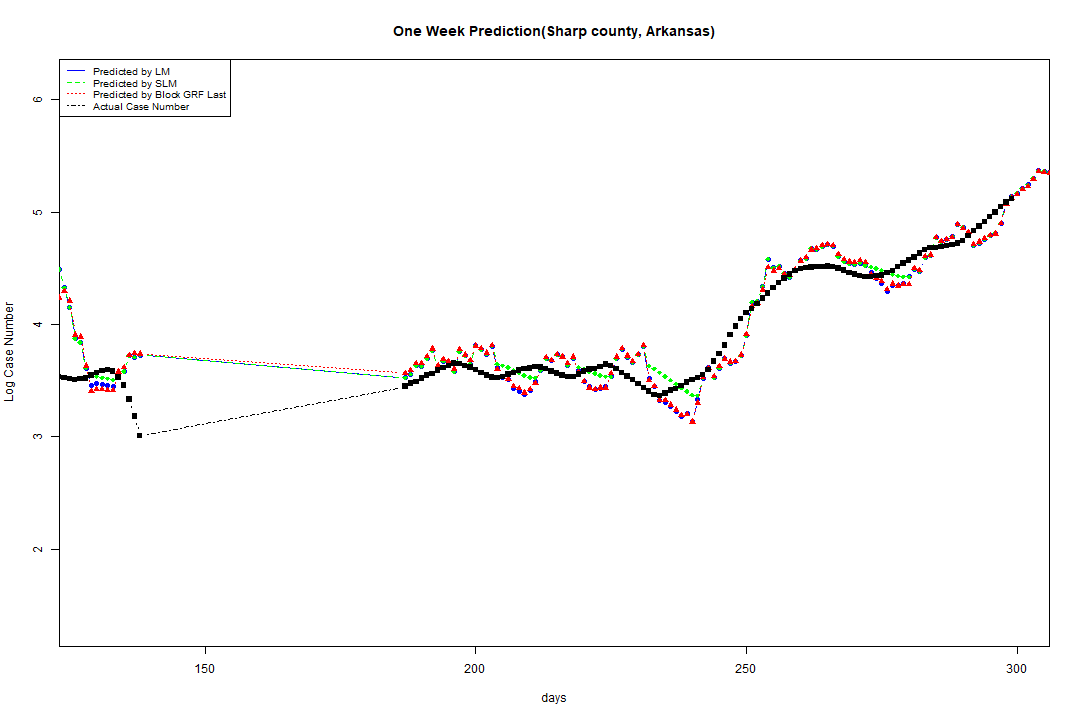 One Week Prediction(Sharp county, Arkansas)
Predicted by LM
Predicted by SLM
Predicted by Block GRF Last
Actual Case Number
Log Case Number
6
5
4
3
2
150
200
250
300
days